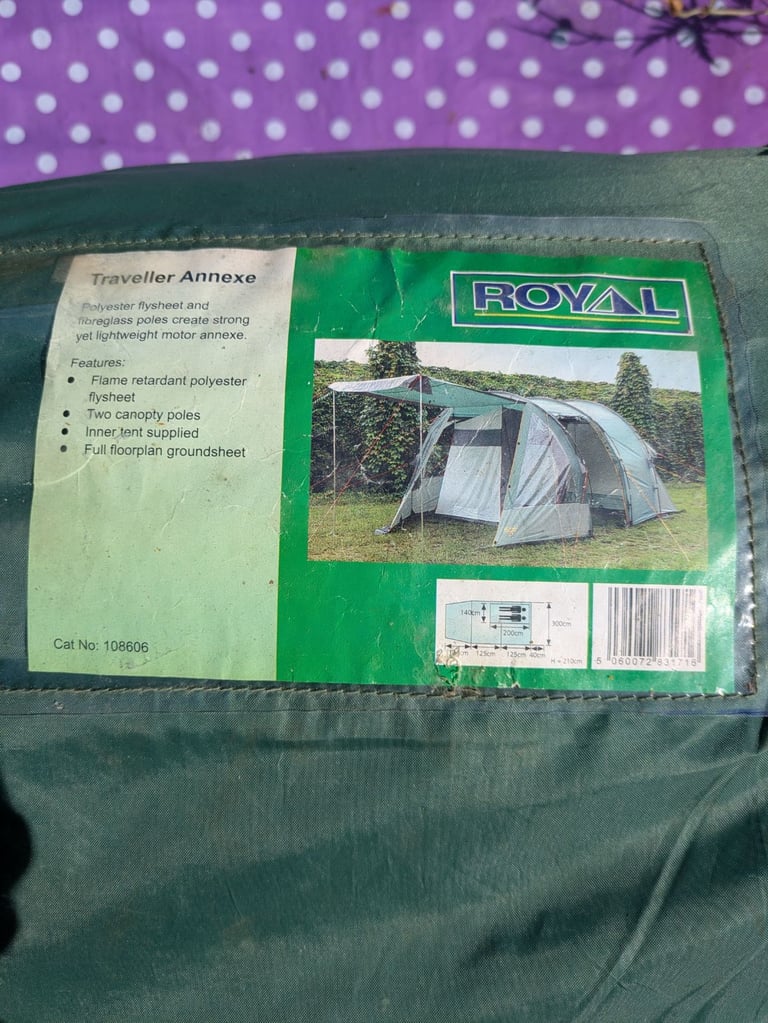 Traveller Annexe
Polyester flysheet and
fibreglass poles create strong
yet lightweight motor annexe.
Features:
• Flame retardant polyester
flysheet
• Two canopty poles
• Inner tent supplied
• Full floorplan groundsheet
Cat No: 108606
ROYAL
140cm
200cm
300cm
125cm 125cm 40cm
H = 210cm
5 060072 831716